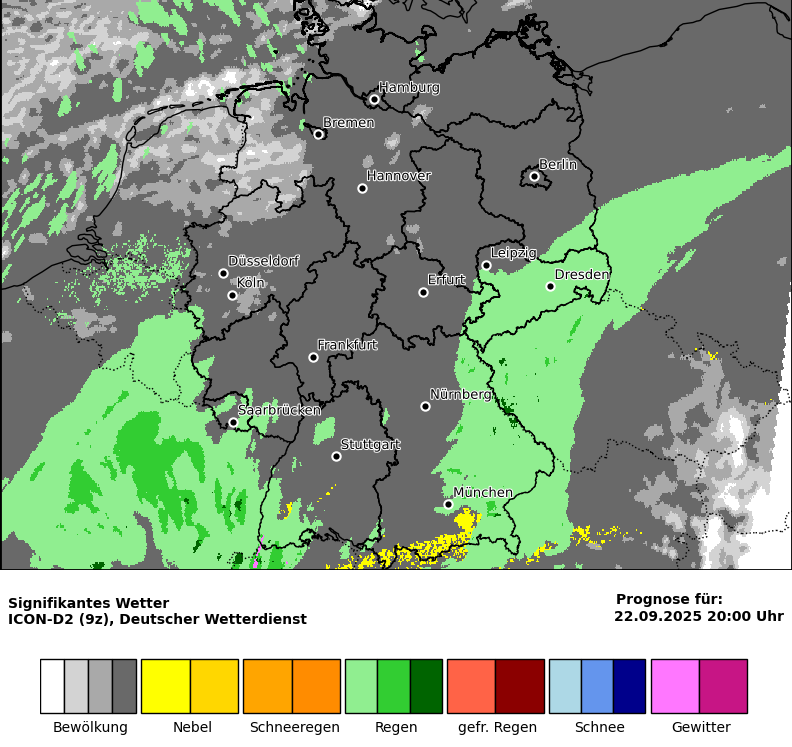 Hamburg
Bremen
Berlin
Hannover
Leipzig
Düsseldorf
Dresden
Köln
Erfurt
Frankfurt
Nürnberg
Saarbrücken
Stuttgart
München
Signifikantes Wetter
ICON-D2 (9z), Deutscher Wetterdienst
Prognose für:
22.09.2025 20:00 Uhr
Bewölkung Nebel Schneeregen Regen gefr. Regen Schnee Gewitter